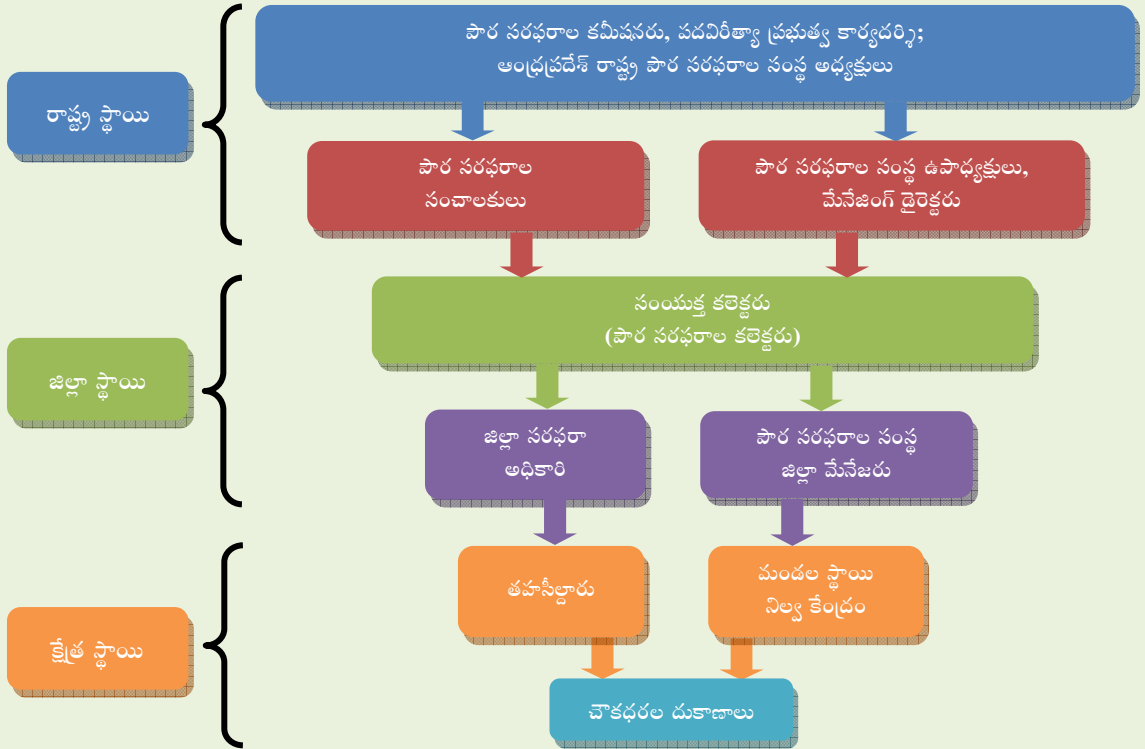 పౌర సరఫరాల కమీషనరు, పదవిరీత్యా ప్రభుత్వ కార్యదర్శి;
ఆంధ్రప్రదేశ్ రాష్ట్ర పౌర సరఫరాల సంస్థ అధ్యక్షులు
రాష్ట్ర స్థాయి
పౌర సరఫరాల
సంచాలకులు
పౌర సరఫరాల సంస్థ ఉపాధ్యక్షులు,
మేనేజింగ్ డైరెక్టరు
సంయుక్త కలెక్టరు
(పౌర సరఫరాల కలెక్టరు)
జిల్లా స్థాయి
జిల్లా సరఫరా
అధికారి
పౌర సరఫరాల సంస్థ
జిల్లా మేనేజరు
తహసీల్దారు
మండల స్థాయి
నిల్వ కేంద్రం
క్షేత్ర స్థాయి
చౌకధరల దుకాణాలు